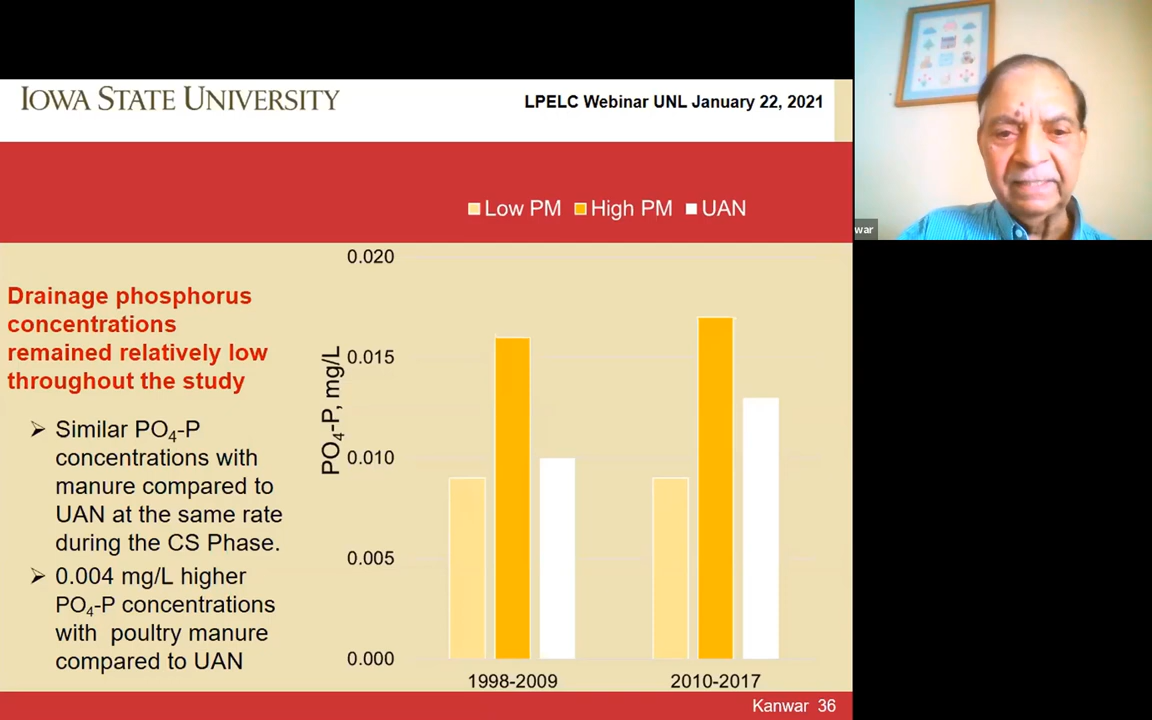 IOWA STATE UNIVERSITY
LPELC Webinar UNL January 22, 2021
Low PM High PM UAN
Drainage phosphorus
concentrations
remained relatively low
throughout the study
➢ Similar PO₄-P
concentrations with
manure compared to
UAN at the same rate
during the CS Phase.
➢ 0.004 mg/L higher
PO₄-P concentrations
with poultry manure
compared to UAN
PO₄-P, mg/L
0.020
0.015
0.010
0.005
0.000
1998-2009 2010-2017
Kanwar 36
war